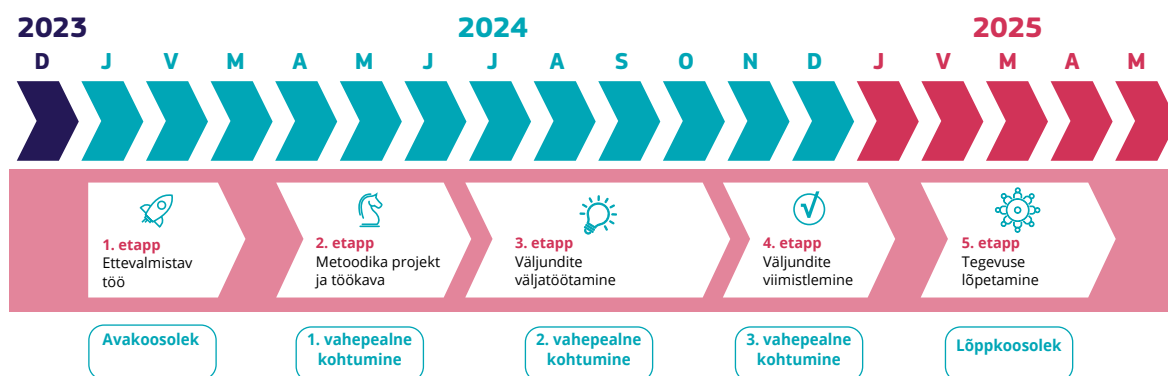 2023 2024 2025
D J V M A M J J A S O N D J V M A M
1. etapp
Ettevalmistav
töö
2. etapp
Metoodika projekt
ja töökava
3. etapp
Väljundite
väljatöötamine
4. etapp
Väljundite
viimistlemine
5. etapp
Tegevuse
lõpetamine
Avakoosolek
1. vahepealne
kohtumine
2. vahepealne
kohtumine
3. vahepealne
kohtumine
Lõppkoosolek